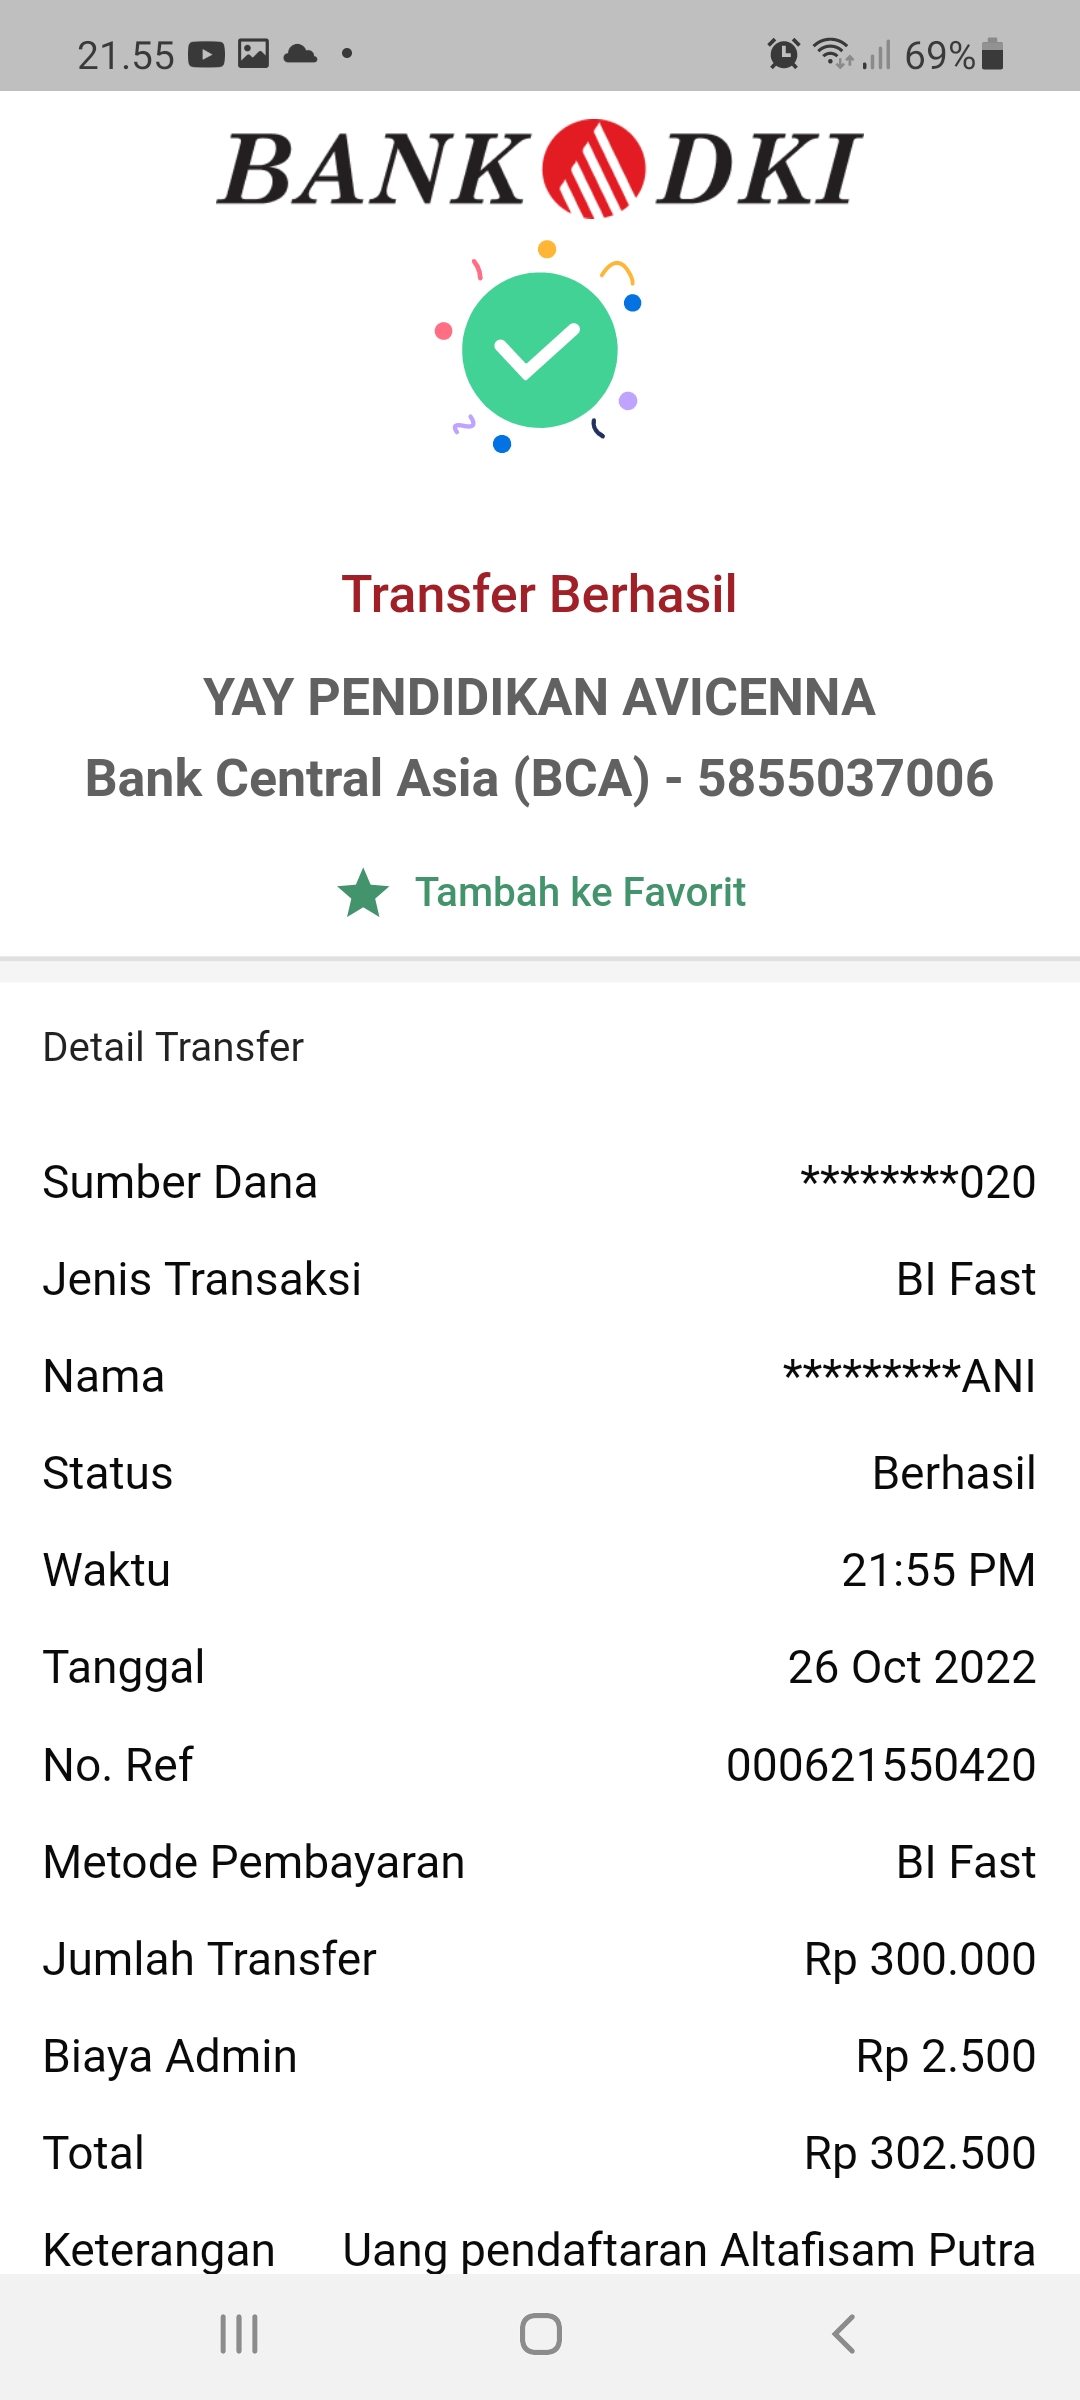 21.55 69%
BANK DKI
Transfer Berhasil
YAY PENDIDIKAN AVICENNA
Bank Central Asia (BCA) - 5855037006
Tambah ke Favorit
Detail Transfer
Sumber Dana ********020
Jenis Transaksi BI Fast
Nama *********ANI
Status Berhasil
Waktu 21:55 PM
Tanggal 26 Oct 2022
No. Ref 000621550420
Metode Pembayaran BI Fast
Jumlah Transfer Rp 300.000
Biaya Admin Rp 2.500
Total Rp 302.500
Keterangan Uang pendaftaran Altafisam Putra